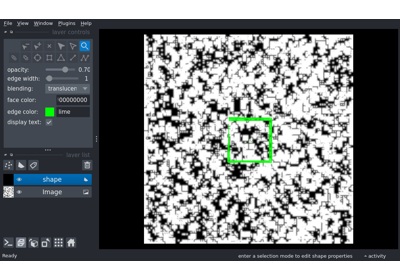 File View Window Plugins Help
layer controls
opacity: 0.70
edge width: 1
blending: translucen
face color: 00000000
edge color: lime
display text:
layer list
shape
Image
Ready enter a selection mode to edit shape properties activity